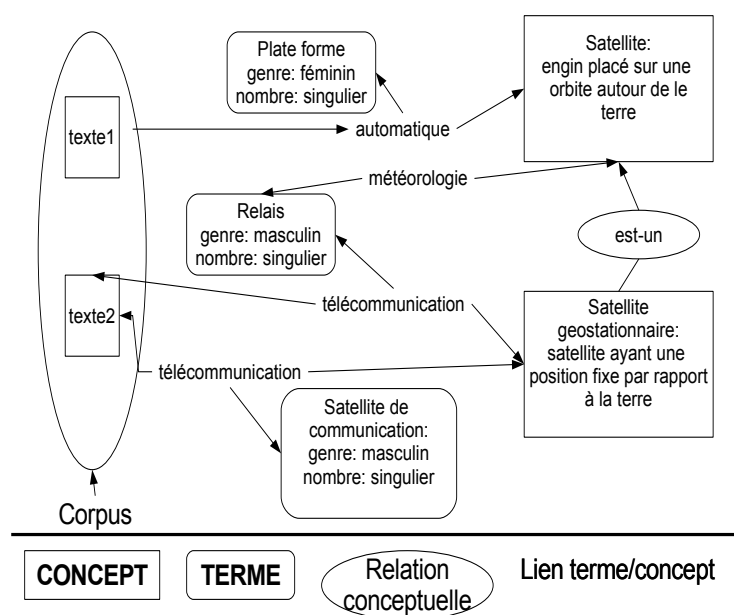 Plate forme
genre: féminin
nombre: singulier
Satellite:
engin placé sur une
orbite autour de le
terre
texte1
automatique
météorologie
Relais
genre: masculin
nombre: singulier
est-un
texte2
télécommunication
Satellite
geostationnaire:
satellite ayant une
position fixe par rapport
à la terre
télécommunication
Satellite de
communication:
genre: masculin
nombre: singulier
Corpus
CONCEPT
TERME
Relation
conceptuelle
Lien terme/concept